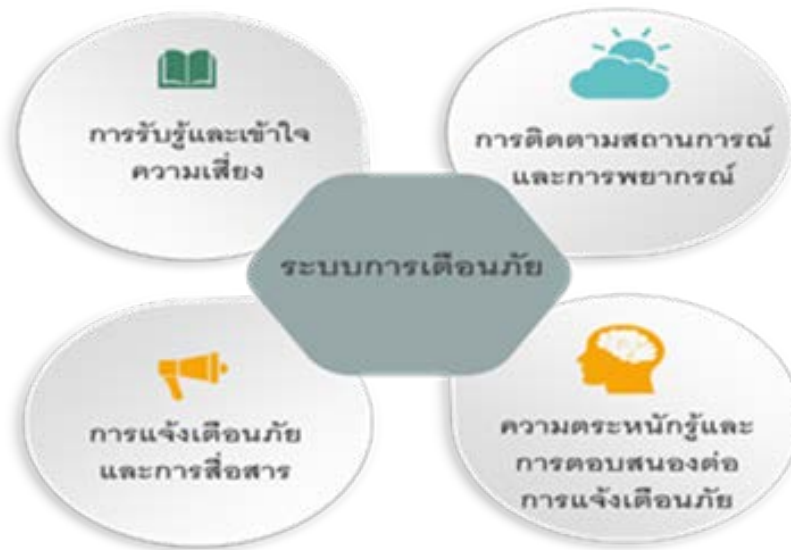 การรับรู้และเข้าใจ
ความเสี่ยง
การติดตามสถานการณ์
และการพยากรณ์
ระบบการเตือนภัย
การแจ้งเตือนภัย
และการสื่อสาร
ความตระหนักรู้และ
การตอบสนองต่อ
การแจ้งเตือนภัย